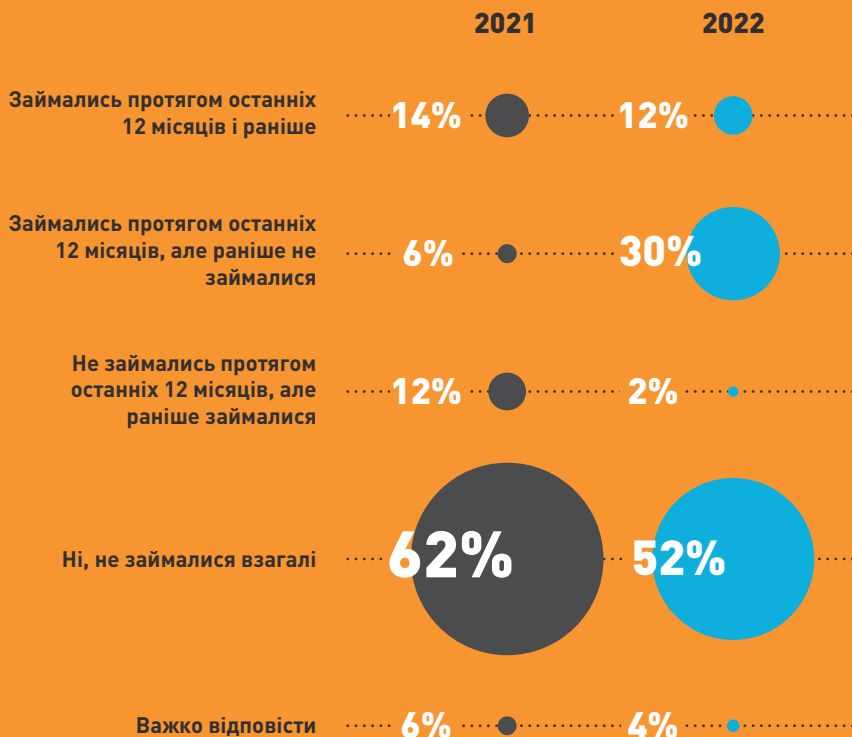 2021 2022
Займались протягом останніх
12 місяців і раніше
14% 12%
Займались протягом останніх
12 місяців, але раніше не
займалися
6% 30%
Не займались протягом
останніх 12 місяців, але
раніше займалися
12% 2%
Ні, не займалися взагалі
62% 52%
Важко відповісти
6% 4%